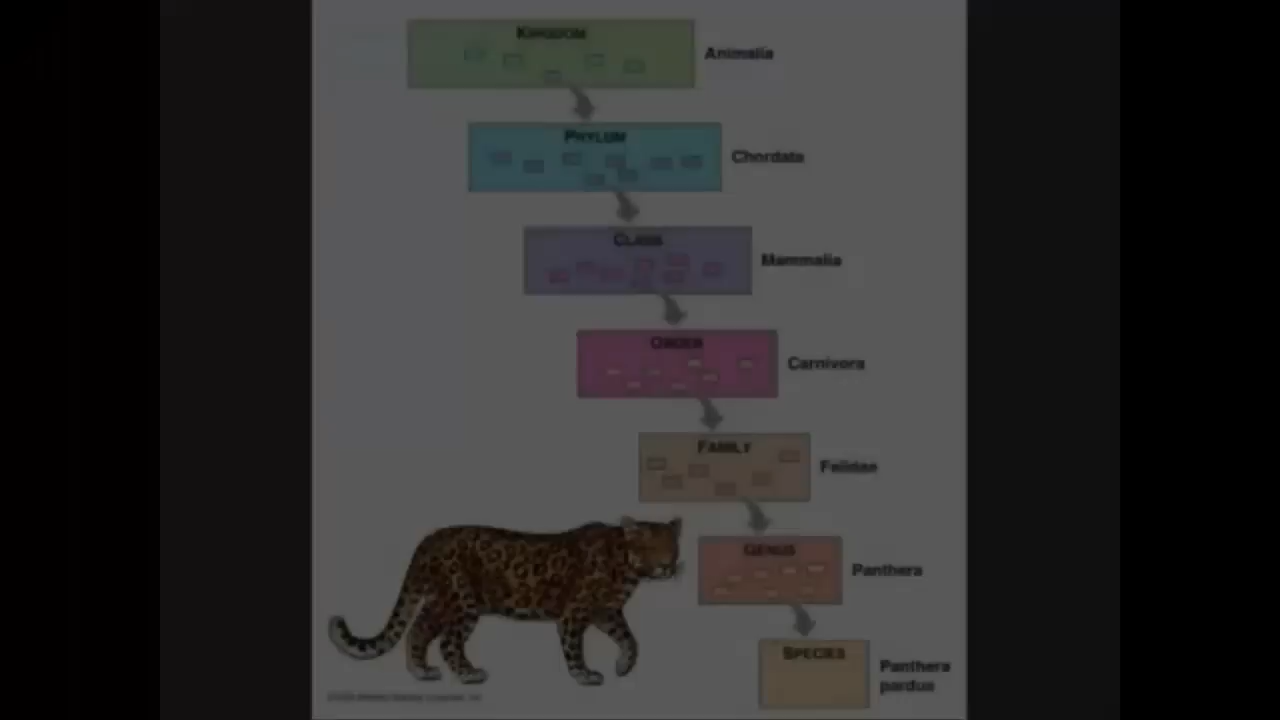 KINGDOM
Animalia
PHYLUM
Chordata
CLASS
Mammalia
ORDER
Carnivora
FAMILY
Felidae
GENUS
Panthera
SPECIES
Panthera
pardus